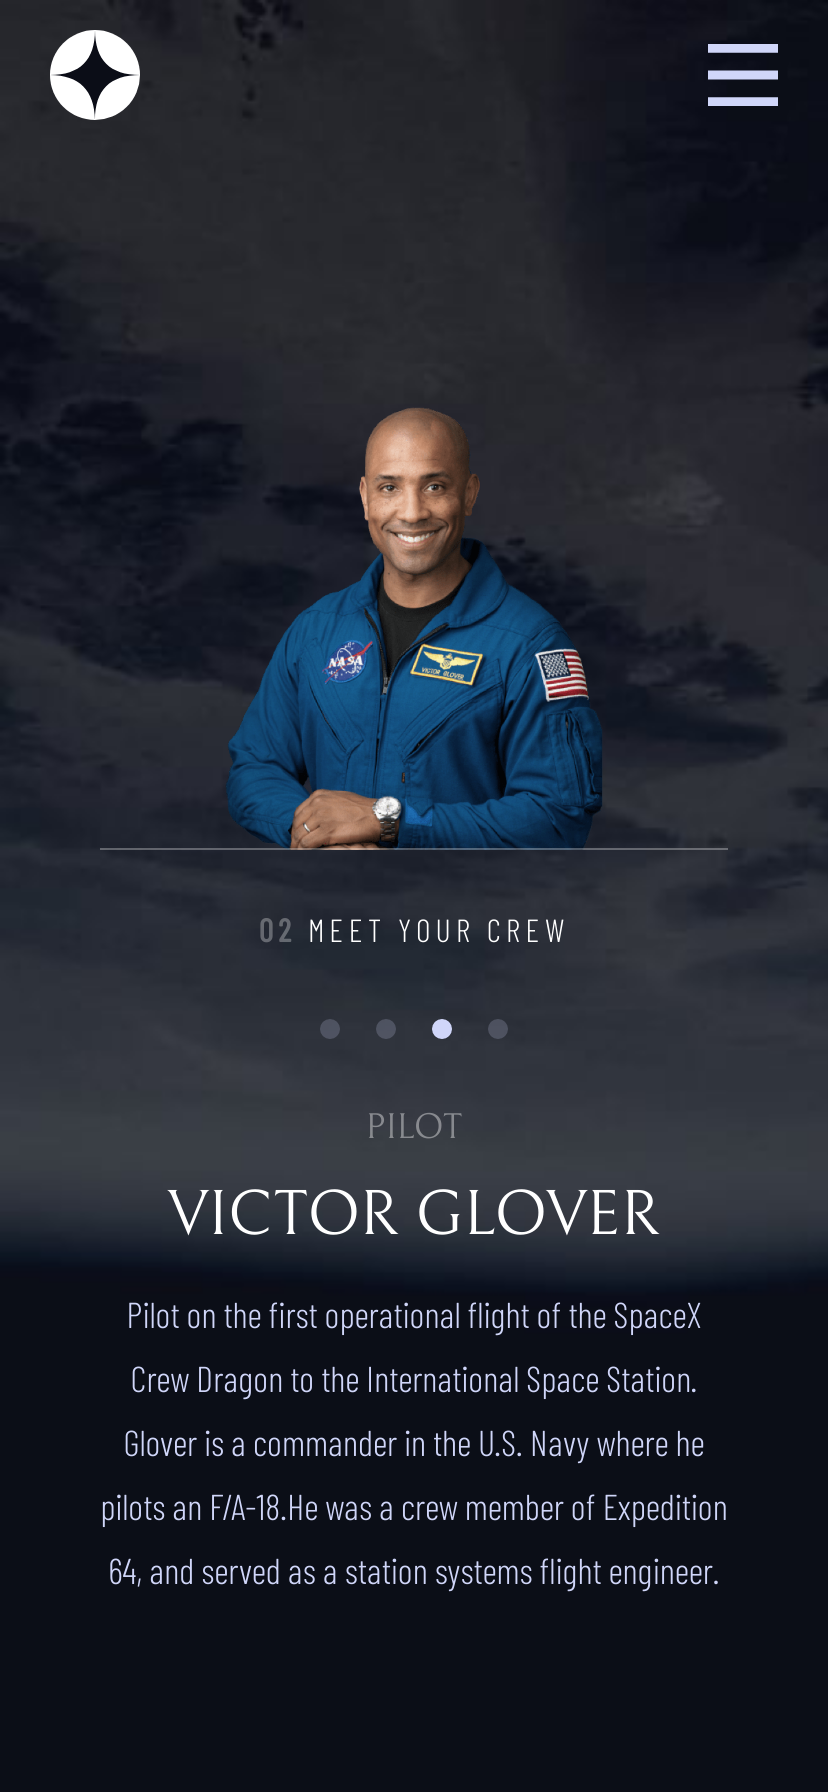 NASA
VICTOR GLOVER
02 MEET YOUR CREW
PILOT
VICTOR GLOVER
Pilot on the first operational flight of the SpaceX
Crew Dragon to the International Space Station.
Glover is a commander in the U.S. Navy where he
pilots an F/A-18.He was a crew member of Expedition
64, and served as a station systems flight engineer.